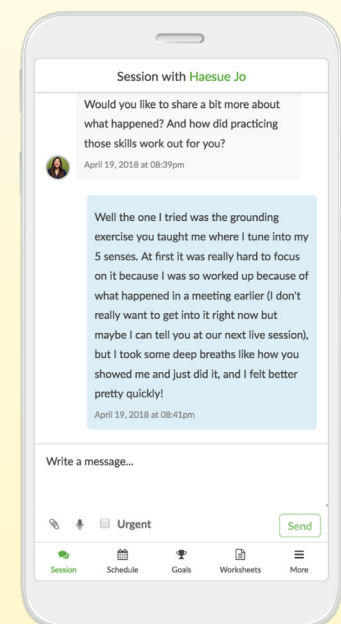 Session with Haesue Jo
Would you like to share a bit more about
what happened? And how did practicing
those skills work out for you?
April 19, 2018 at 08:39pm
Well the one I tried was the grounding
exercise you taught me where I tune into my
5 senses. At first it was really hard to focus
on it because I was so worked up because of
what happened in a meeting earlier (I don't
really want to get into it right now but
maybe I can tell you at our next live session),
but I took some deep breaths like how you
showed me and just did it, and I felt better
pretty quickly!
April 19, 2018 at 08:41pm
Write a message...
Urgent
Send
Session
Schedule
Goals
Worksheets
More